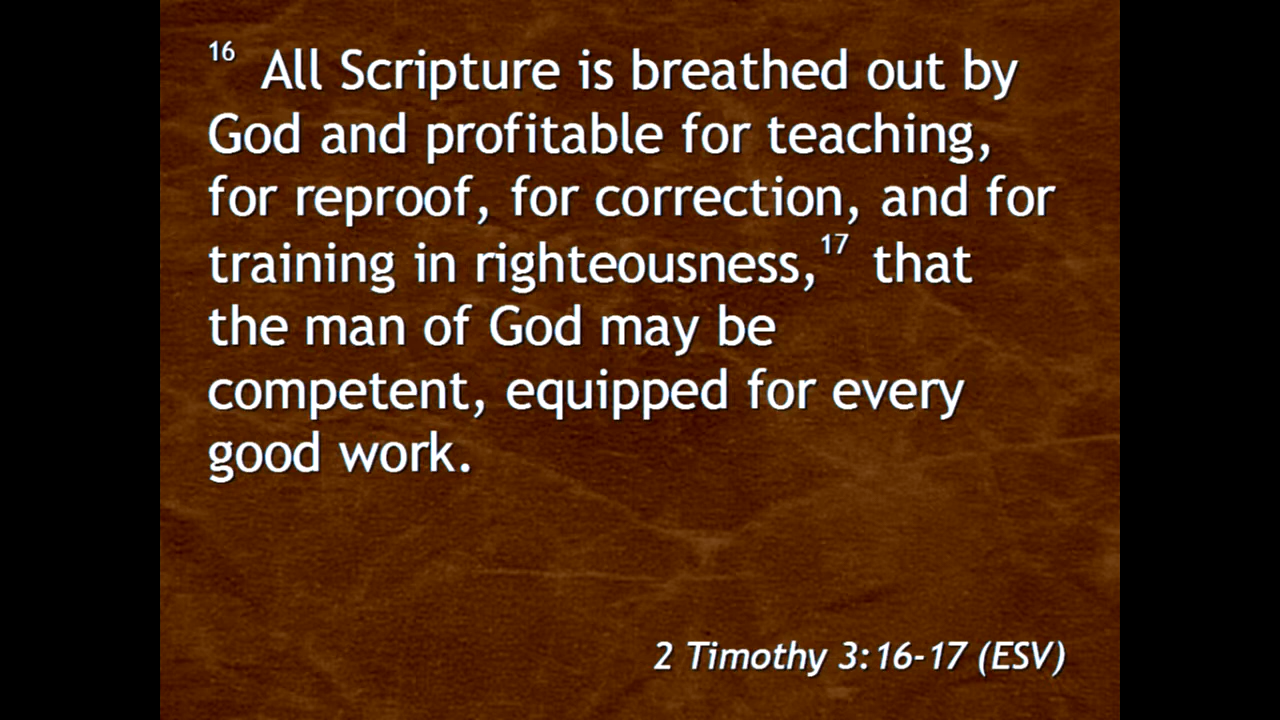 16 All Scripture is breathed out by
God and profitable for teaching,
for reproof, for correction, and for
training in righteousness,17 that
the man of God may be
competent, equipped for every
good work.
2 Timothy 3:16-17 (ESV)